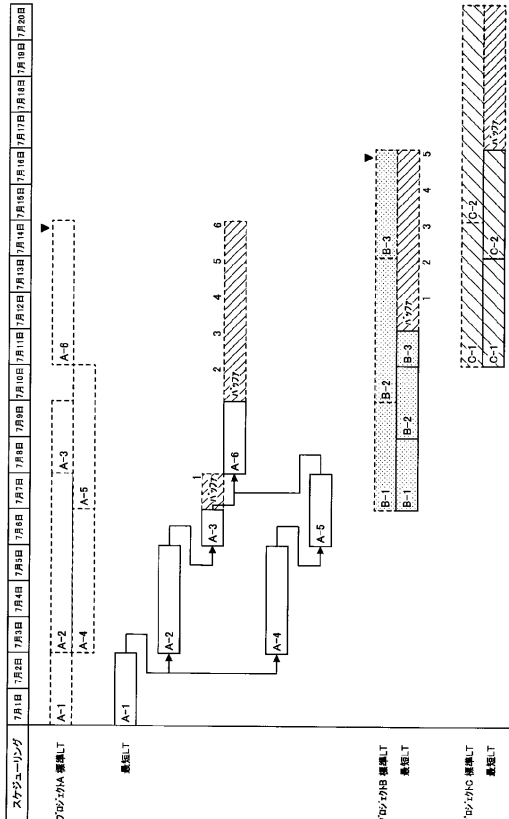 スケジューリング 7月1日 7月2日 7月3日 7月4日 7月5日 7月6日 7月7日 7月8日 7月9日 7月10日 7月11日 7月12日 7月13日 7月14日 7月15日 7月16日 7月17日 7月18日 7月19日 7月20日
プロジェクトA 標準LT
A-1 A-2 A-3 A-6
A-4 A-5
最短LT
A-1
A-2
A-3 バッファ 1
A-6 バッファ 2 3 4 5 6
A-4
A-5
プロジェクトB 標準LT B-1 B-2 B-3
最短LT B-1 B-2 B-3 バッファ
1 2 3 4 5
プロジェクトC 標準LT C-1 C-2
最短LT C-1 C-2 バッファ